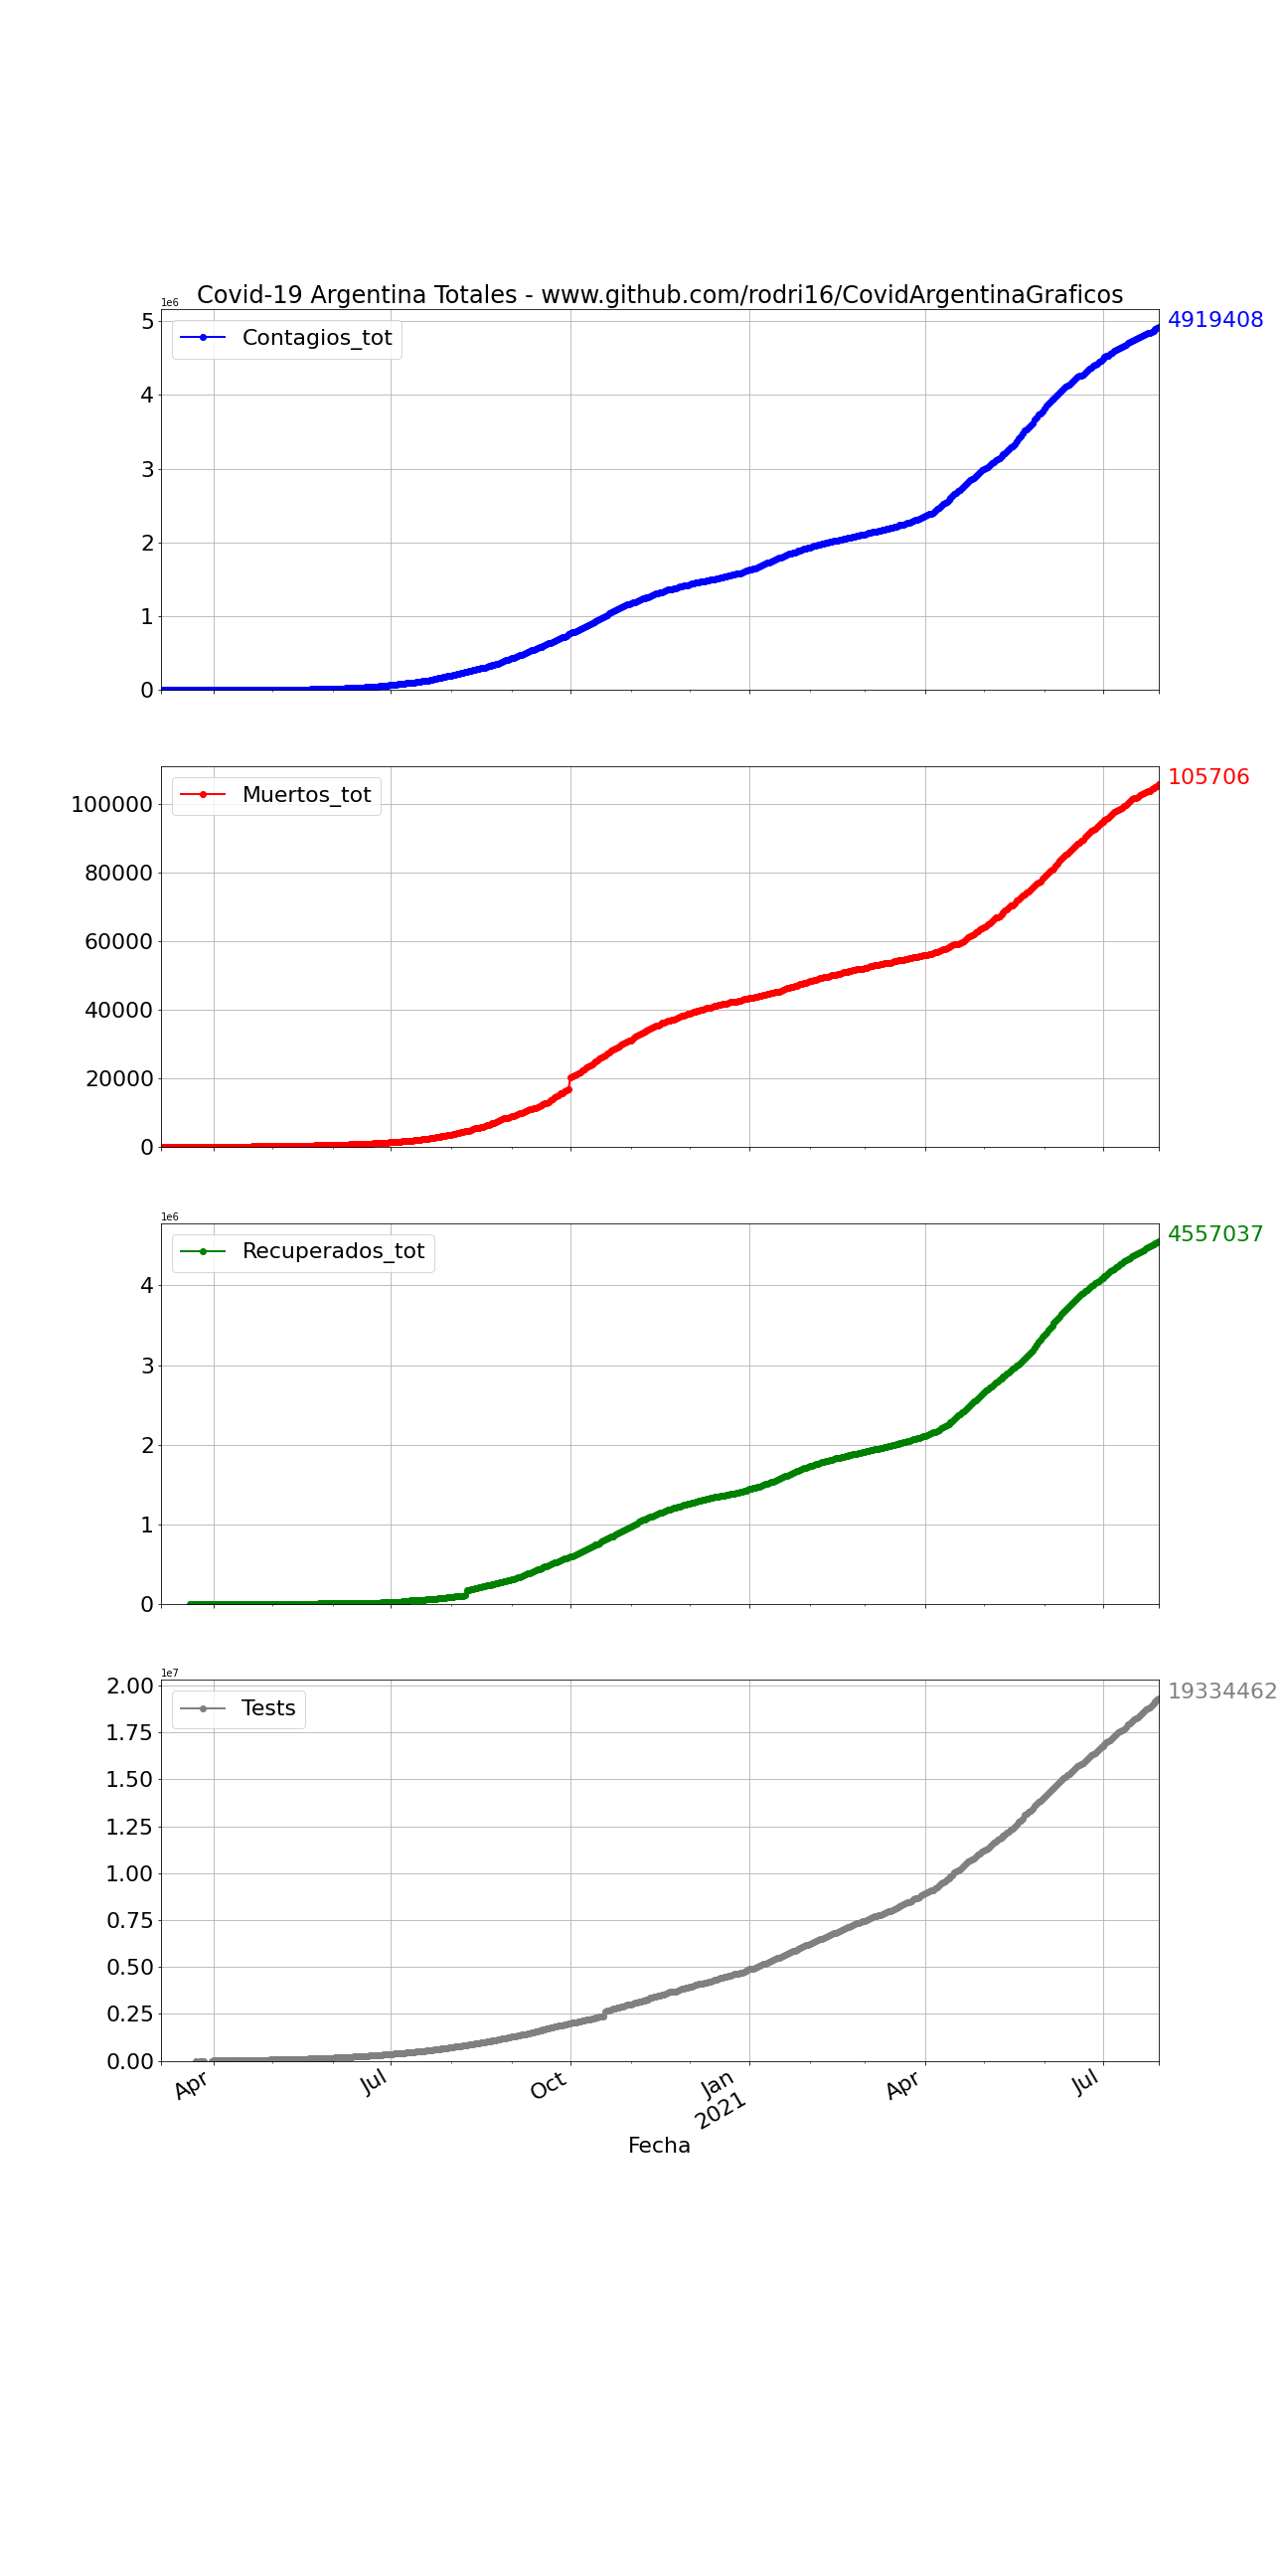 Covid-19 Argentina Totales - www.github.com/rodri16/CovidArgentinaGraficos
1e6
5
4
3
2
1
0
Contagios_tot
4919408
100000
80000
60000
40000
20000
0
Muertos_tot
105706
1e6
4
3
2
1
0
Recuperados_tot
4557037
1e7
2.00
1.75
1.50
1.25
1.00
0.75
0.50
0.25
0.00
Tests
19334462
Apr
Jul
Oct
Jan
2021
Apr
Jul
Fecha